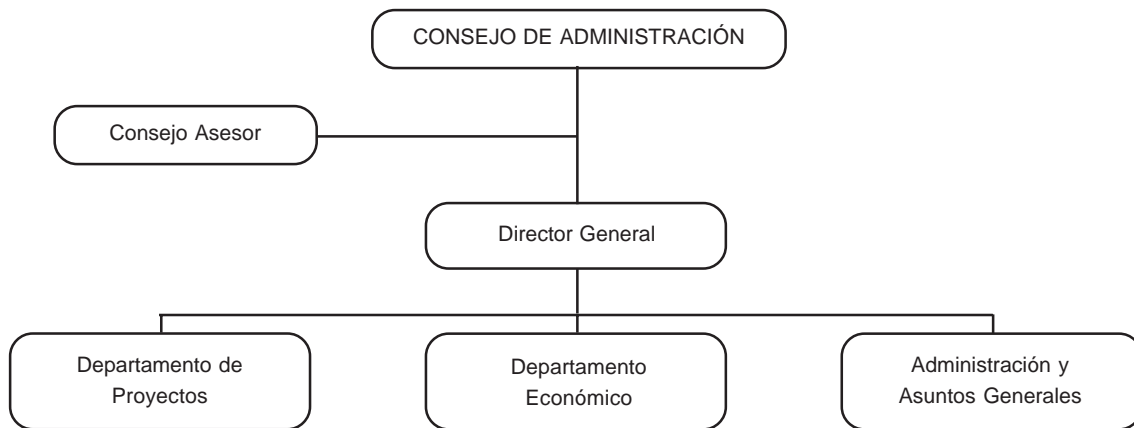 CONSEJO DE ADMINISTRACIÓN
Consejo Asesor
Director General
Departamento de
Proyectos
Departamento
Económico
Administración y
Asuntos Generales